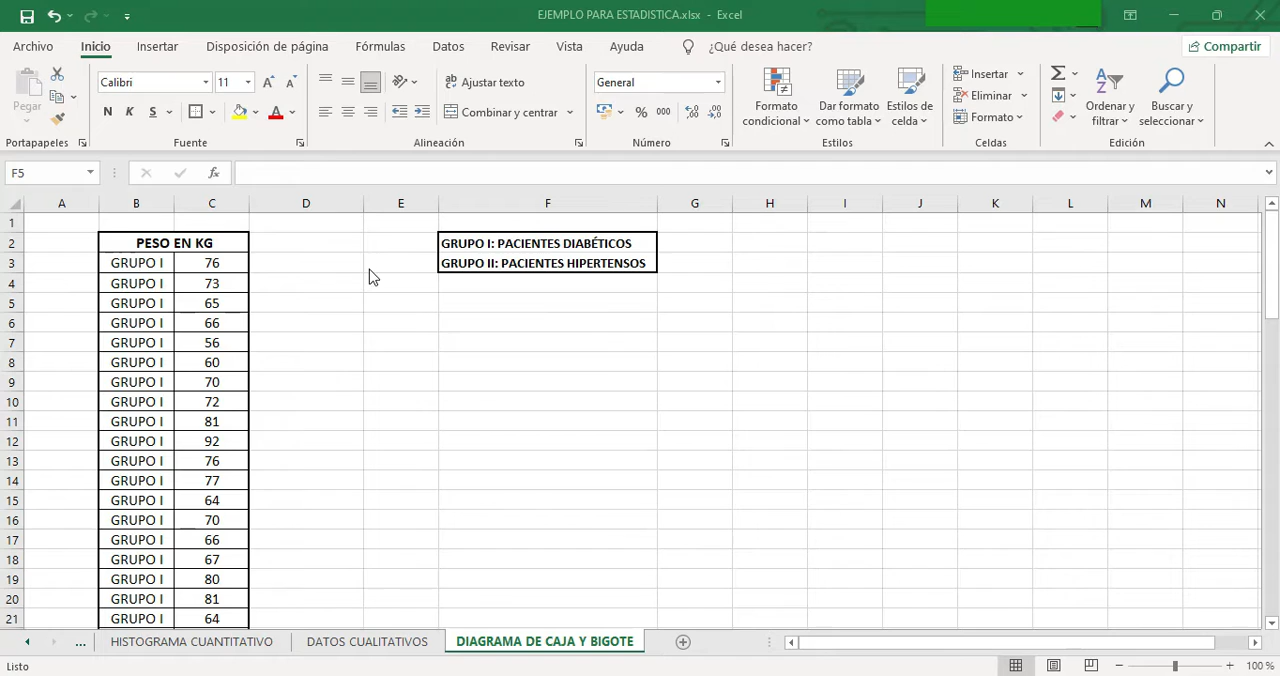 EJEMPLO PARA ESTADISTICA.xlsx - Excel
Archivo Inicio Insertar Disposición de página Fórmulas Datos Revisar Vista Ayuda ¿Qué desea hacer? Compartir
Pegar
Calibri 11
N K S
Ajustar texto
Combinar y centrar
General
% 000
Formato condicional
Dar formato como tabla
Estilos de celda
Insertar
Eliminar
Formato
Ordenar y filtrar
Buscar y seleccionar
Portapapeles Fuente Alineación Número Estilos Celdas Edición
F5 fx
A B C D E F G H I J K L M N
1
2 PESO EN KG GRUPO I: PACIENTES DIABÉTICOS
3 GRUPO I 76 GRUPO II: PACIENTES HIPERTENSOS
4 GRUPO I 73
5 GRUPO I 65
6 GRUPO I 66
7 GRUPO I 56
8 GRUPO I 60
9 GRUPO I 70
10 GRUPO I 72
11 GRUPO I 81
12 GRUPO I 92
13 GRUPO I 76
14 GRUPO I 77
15 GRUPO I 64
16 GRUPO I 70
17 GRUPO I 66
18 GRUPO I 67
19 GRUPO I 80
20 GRUPO I 81
21 GRUPO I 64
... HISTOGRAMA CUANTITATIVO DATOS CUALITATIVOS DIAGRAMA DE CAJA Y BIGOTE
Listo 100 %